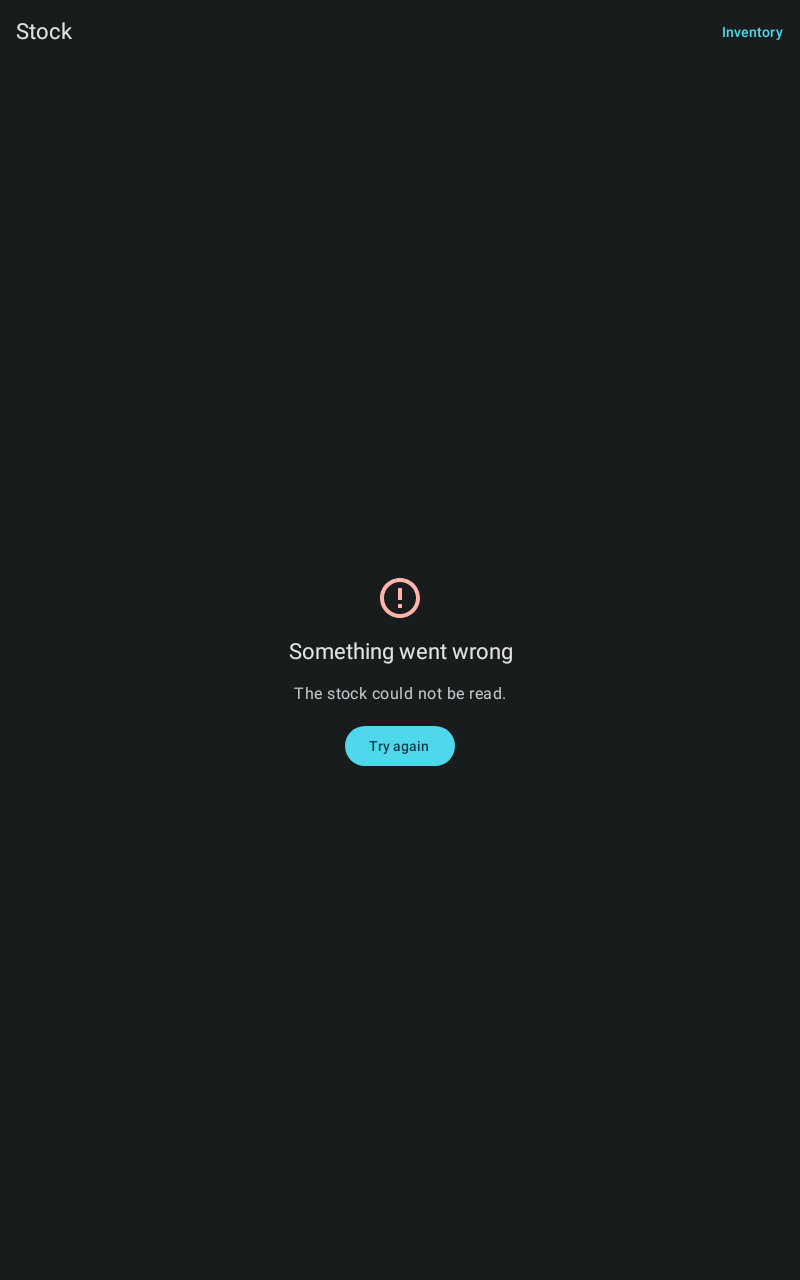 Stock
Inventory
Something went wrong
The stock could not be read.
Try again